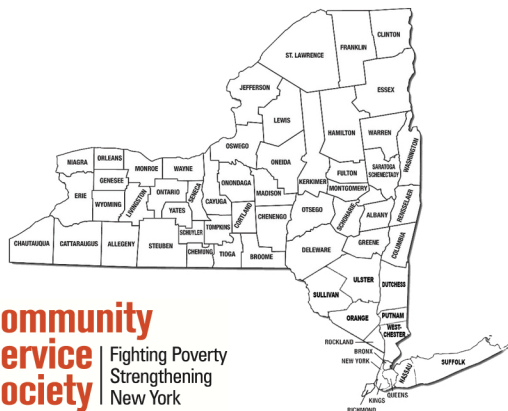 CLINTON
FRANKLIN
ST. LAWRENCE
ESSEX
JEFFERSON
LEWIS
HAMILTON
WARREN
WASHINGTON
OSWEGO
ONEIDA
NIAGRA
ORLEANS
MONROE
WAYNE
SARATOGA
SCHENECTADY
FULTON
KERKIMER
MONTGOMERY
GENESEE
ERIE
WYOMING
LIVINGSTON
ONTARIO
SENECA
YATES
CAYUGA
ONONDAGA
MADISON
CORTLAND
CHENENGO
OTSEGO
SCHOHARIE
ALBANY
RENSSELAER
CHAUTAUQUA
CATTARAUGUS
ALLEGENY
STEUBEN
SCHUYLER
CHEMUNG
TOMPKINS
TIOGA
BROOME
DELEWARE
GREENE
COLUMBIA
ULSTER
DUTCHESS
SULLIVAN
ORANGE
PUTNAM
WEST-
CHESTER
ROCKLAND
BRONX
NEW YORK
NASSAU
SUFFOLK
QUEENS
KINGS
RICHMOND
ommunity
ervice
ociety
Fighting Poverty
Strengthening
New York